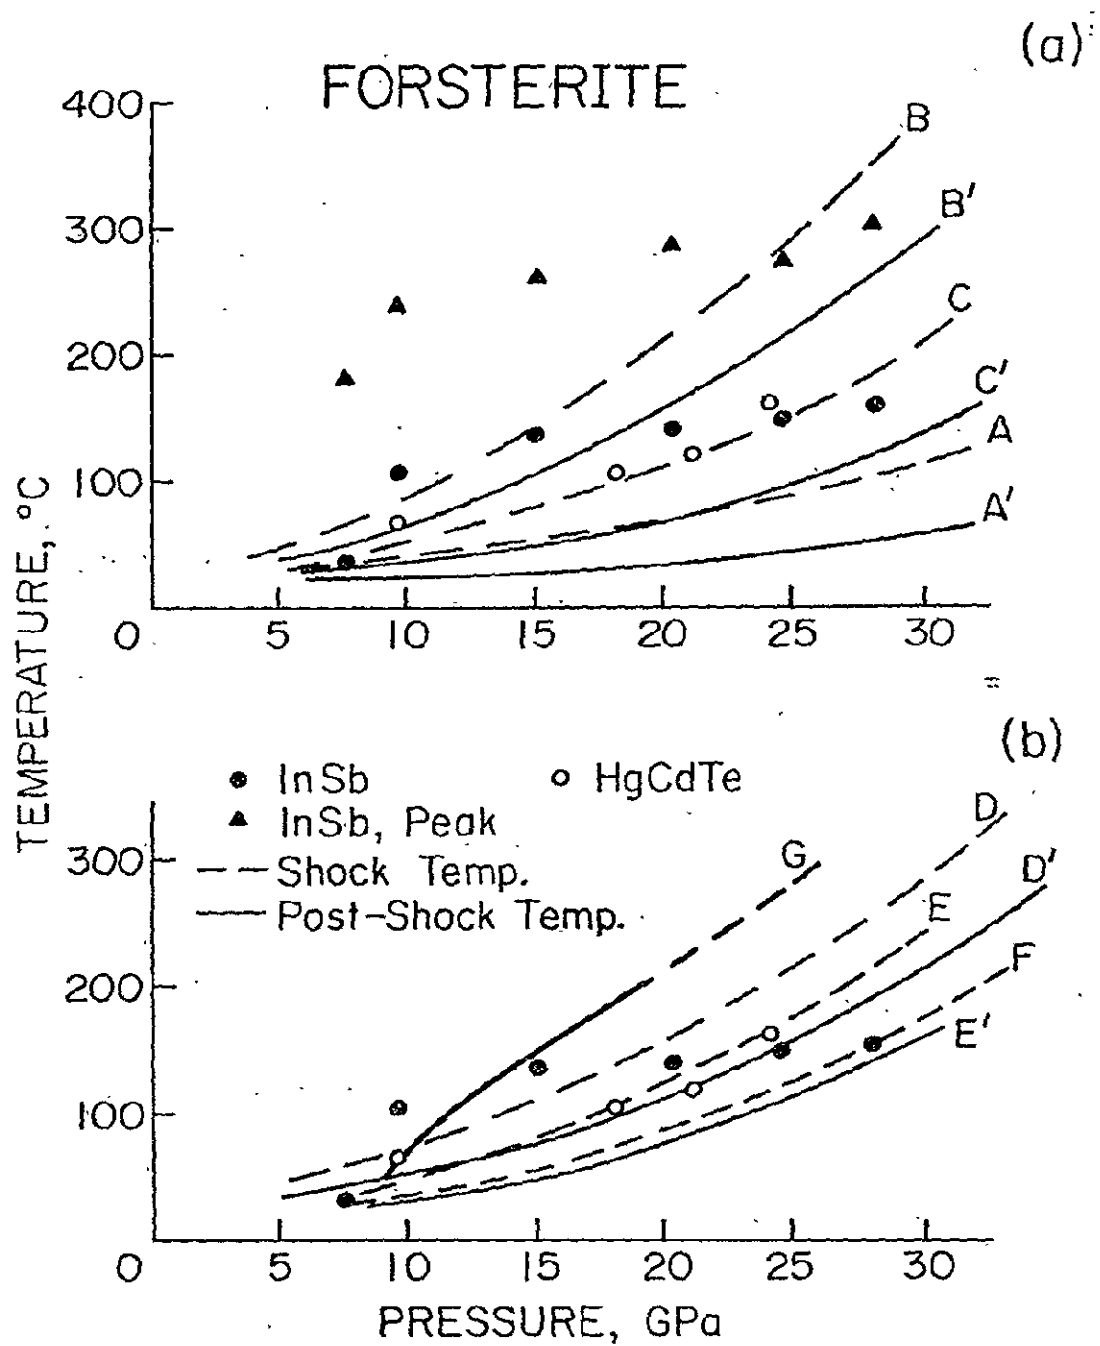 (a)
FORSTERITE
400
300
200
100
B
B'
C
C'
A
A'
0 5 10 15 20 25 30
TEMPERATURE, °C
(b)
InSb
HgCdTe
InSb, Peak
Shock Temp.
Post-Shock Temp.
300
200
100
G
D
D'
E
F
E'
0 5 10 15 20 25 30
PRESSURE, GPa